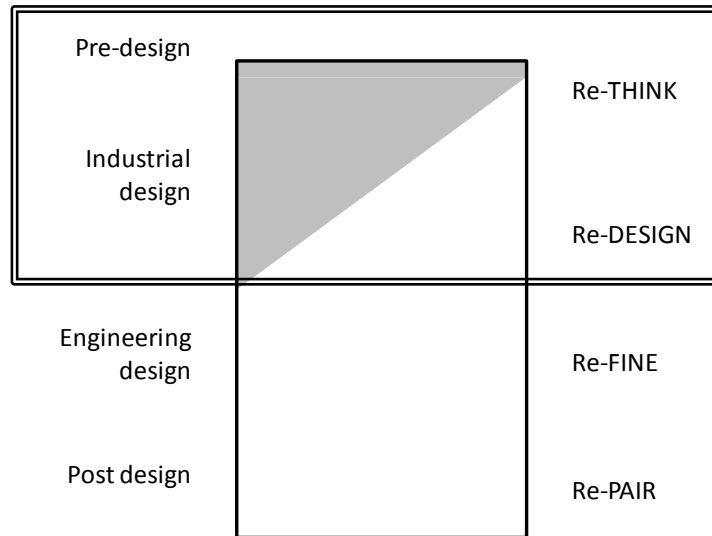 Pre-design
Re-THINK
Industrial
design
Re-DESIGN
Engineering
design
Re-FINE
Post design
Re-PAIR